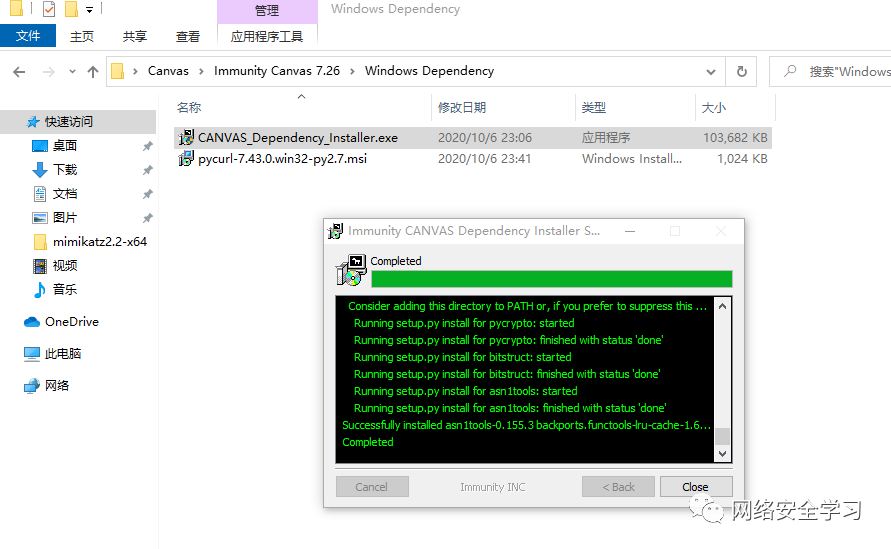 管理
Windows Dependency
文件
主页
共享
查看
应用程序工具
Canvas
Immunity Canvas 7.26
Windows Dependency
搜索"Windows
名称
修改日期
类型
大小
CANVAS_Dependency_Installer.exe
2020/10/6 23:06
应用程序
103,682 KB
pycurl-7.43.0.win32-py2.7.msi
2020/10/6 23:41
Windows Install...
1,024 KB
快速访问
桌面
下载
文档
图片
mimikatz2.2-x64
视频
音乐
OneDrive
此电脑
网络
Immunity CANVAS Dependency Installer S...
Completed
Consider adding this directory to PATH or, if you prefer to suppress this ...
Running setup.py install for pycrypto: started
Running setup.py install for pycrypto: finished with status 'done'
Running setup.py install for bitstruct: started
Running setup.py install for bitstruct: finished with status 'done'
Running setup.py install for asn1tools: started
Running setup.py install for asn1tools: finished with status 'done'
Successfully installed asn1tools-0.155.3 backports.functools-lru-cache-1.6...
Completed
Cancel
Immunity INC
< Back
Close
网络安全学习